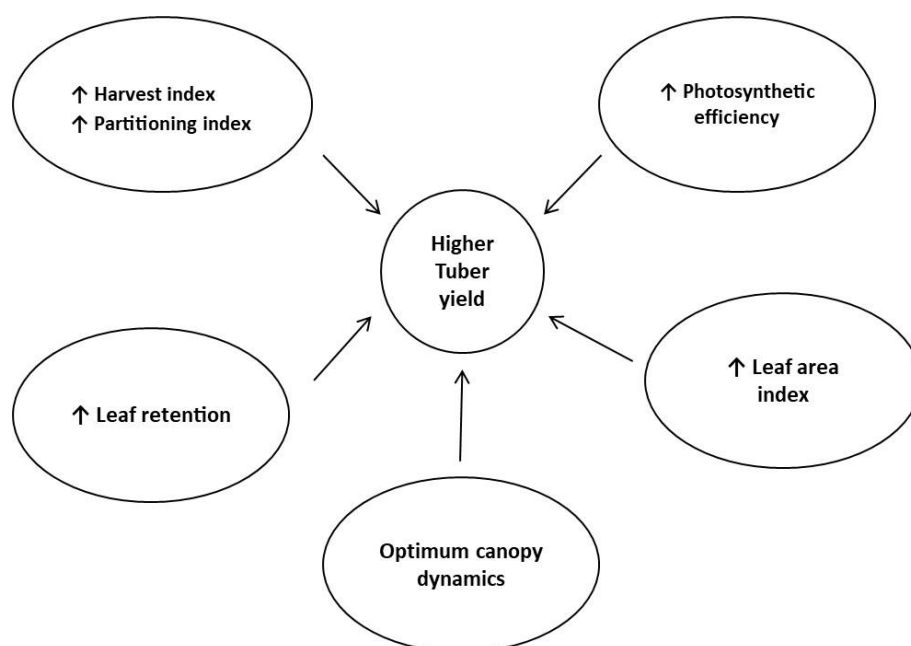 ↑ Harvest index
↑ Partitioning index
↑ Photosynthetic
efficiency
Higher
Tuber
yield
↑ Leaf retention
↑ Leaf area
index
Optimum canopy
dynamics